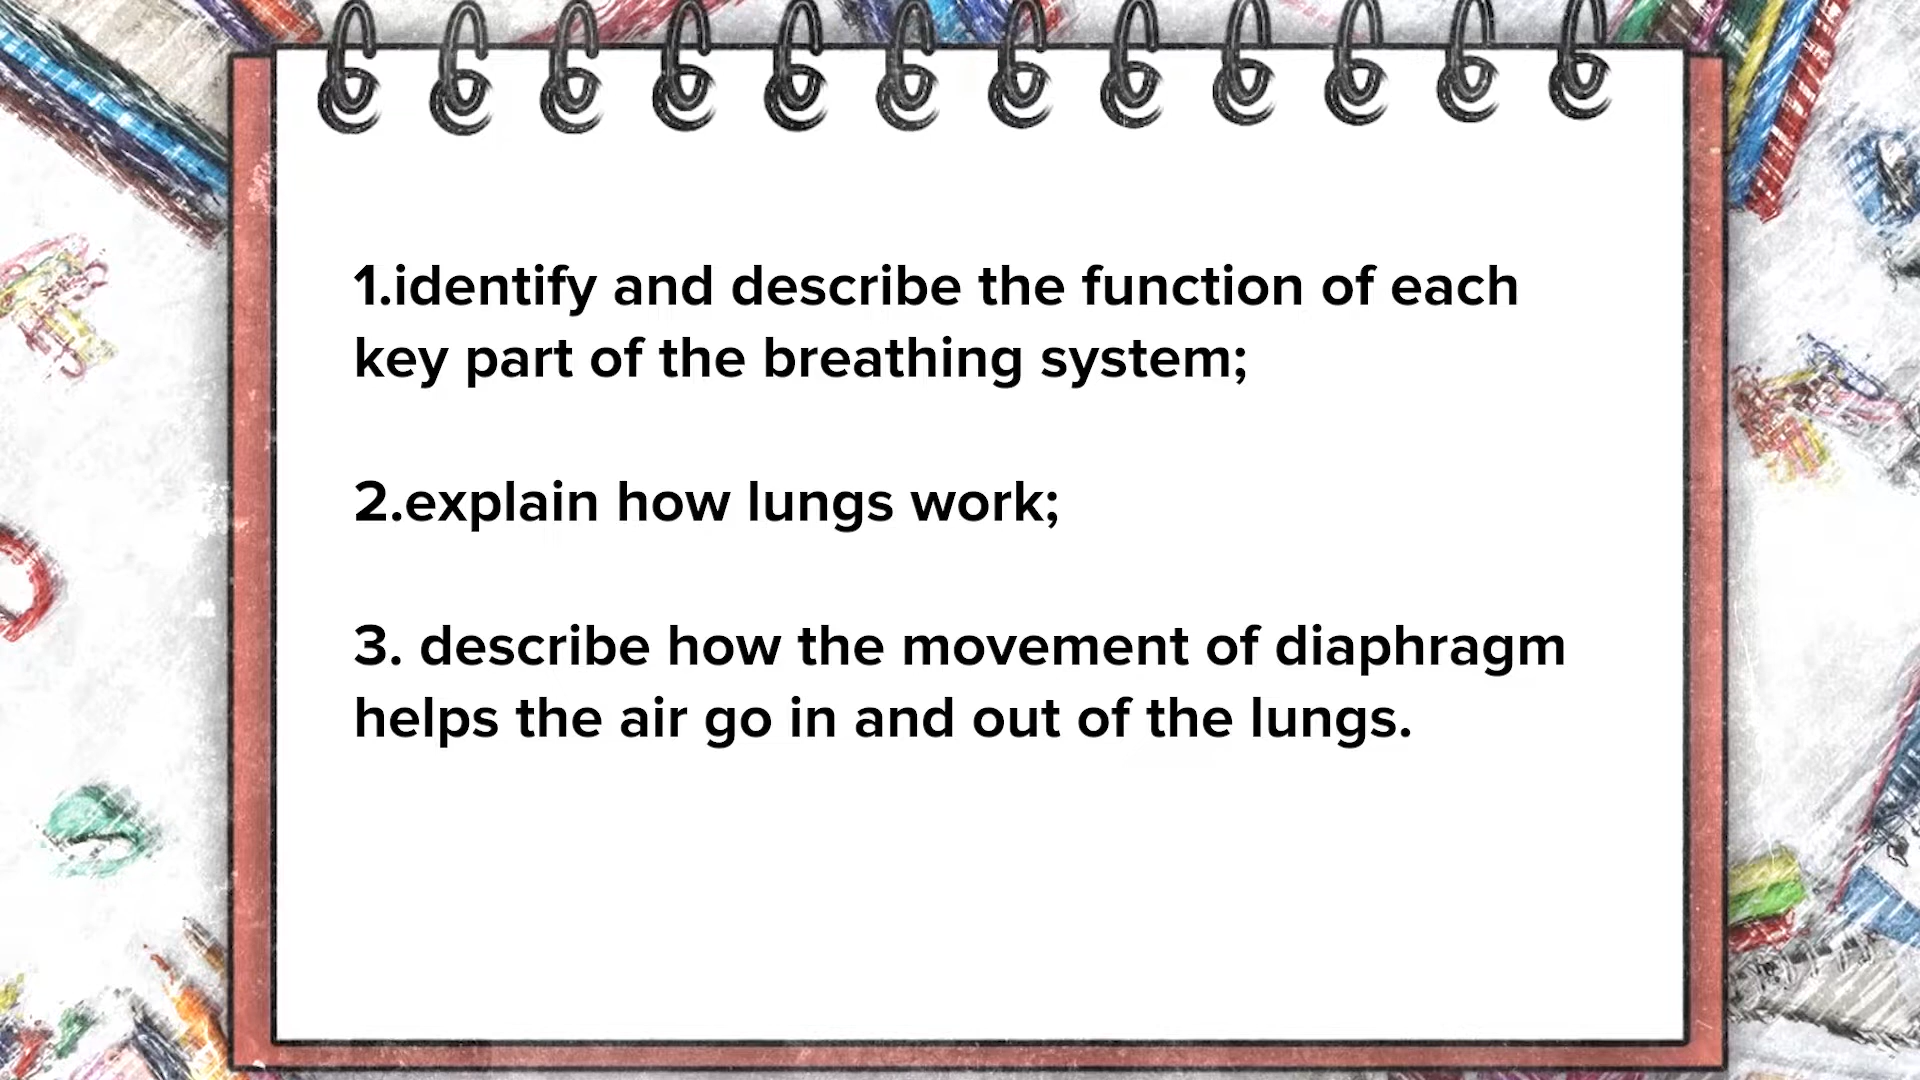 1.identify and describe the function of each
key part of the breathing system;
2.explain how lungs work;
3. describe how the movement of diaphragm
helps the air go in and out of the lungs.